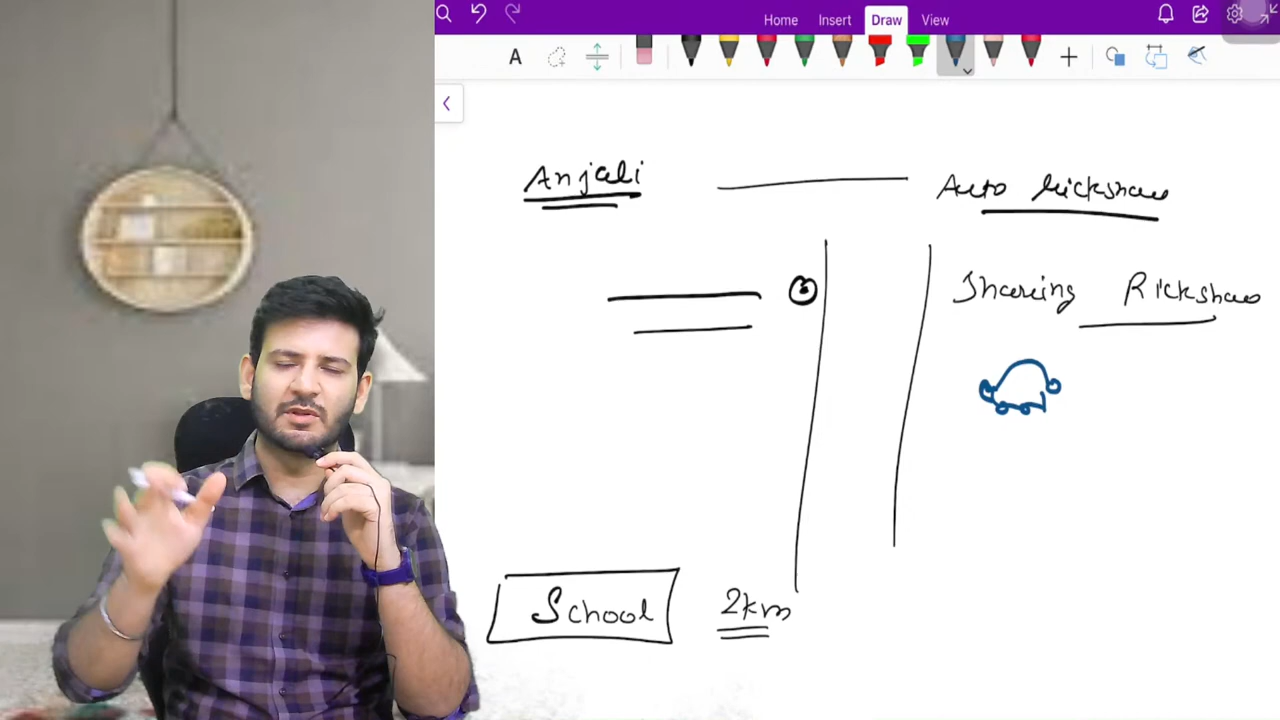 Home Insert Draw View
A
Anjali Auto Rickshaw
Sharing Rickshaw
School 2km